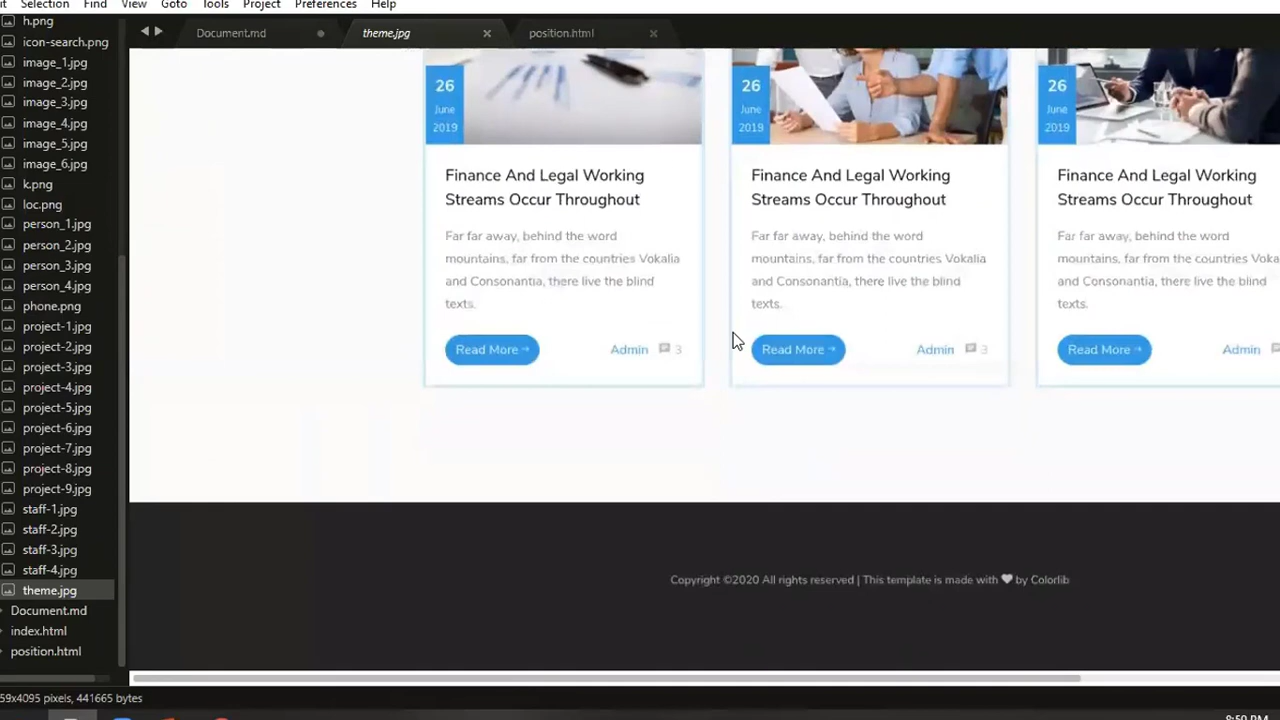 Selection Find View Goto Tools Project Preferences Help
h.png
icon-search.png
image_1.jpg
image_2.jpg
image_3.jpg
image_4.jpg
image_5.jpg
image_6.jpg
k.png
loc.png
person_1.jpg
person_2.jpg
person_3.jpg
person_4.jpg
phone.png
project-1.jpg
project-2.jpg
project-3.jpg
project-4.jpg
project-5.jpg
project-6.jpg
project-7.jpg
project-8.jpg
project-9.jpg
staff-1.jpg
staff-2.jpg
staff-3.jpg
staff-4.jpg
theme.jpg
Document.md
index.html
position.html
Document.md theme.jpg position.html
26
June
2019
Finance And Legal Working
Streams Occur Throughout
Far far away, behind the word
mountains, far from the countries Vokalia
and Consonantia, there live the blind
texts.
Read More → Admin 3
26
June
2019
Finance And Legal Working
Streams Occur Throughout
Far far away, behind the word
mountains, far from the countries Vokalia
and Consonantia, there live the blind
texts.
Read More → Admin 3
26
June
2019
Finance And Legal Working
Streams Occur Throughout
Far far away, behind the word
mountains, far from the countries Voka
and Consonantia, there live the blind
texts.
Read More → Admin
Copyright ©2020 All rights reserved | This template is made with ♥ by Colorlib
59x4095 pixels, 441665 bytes